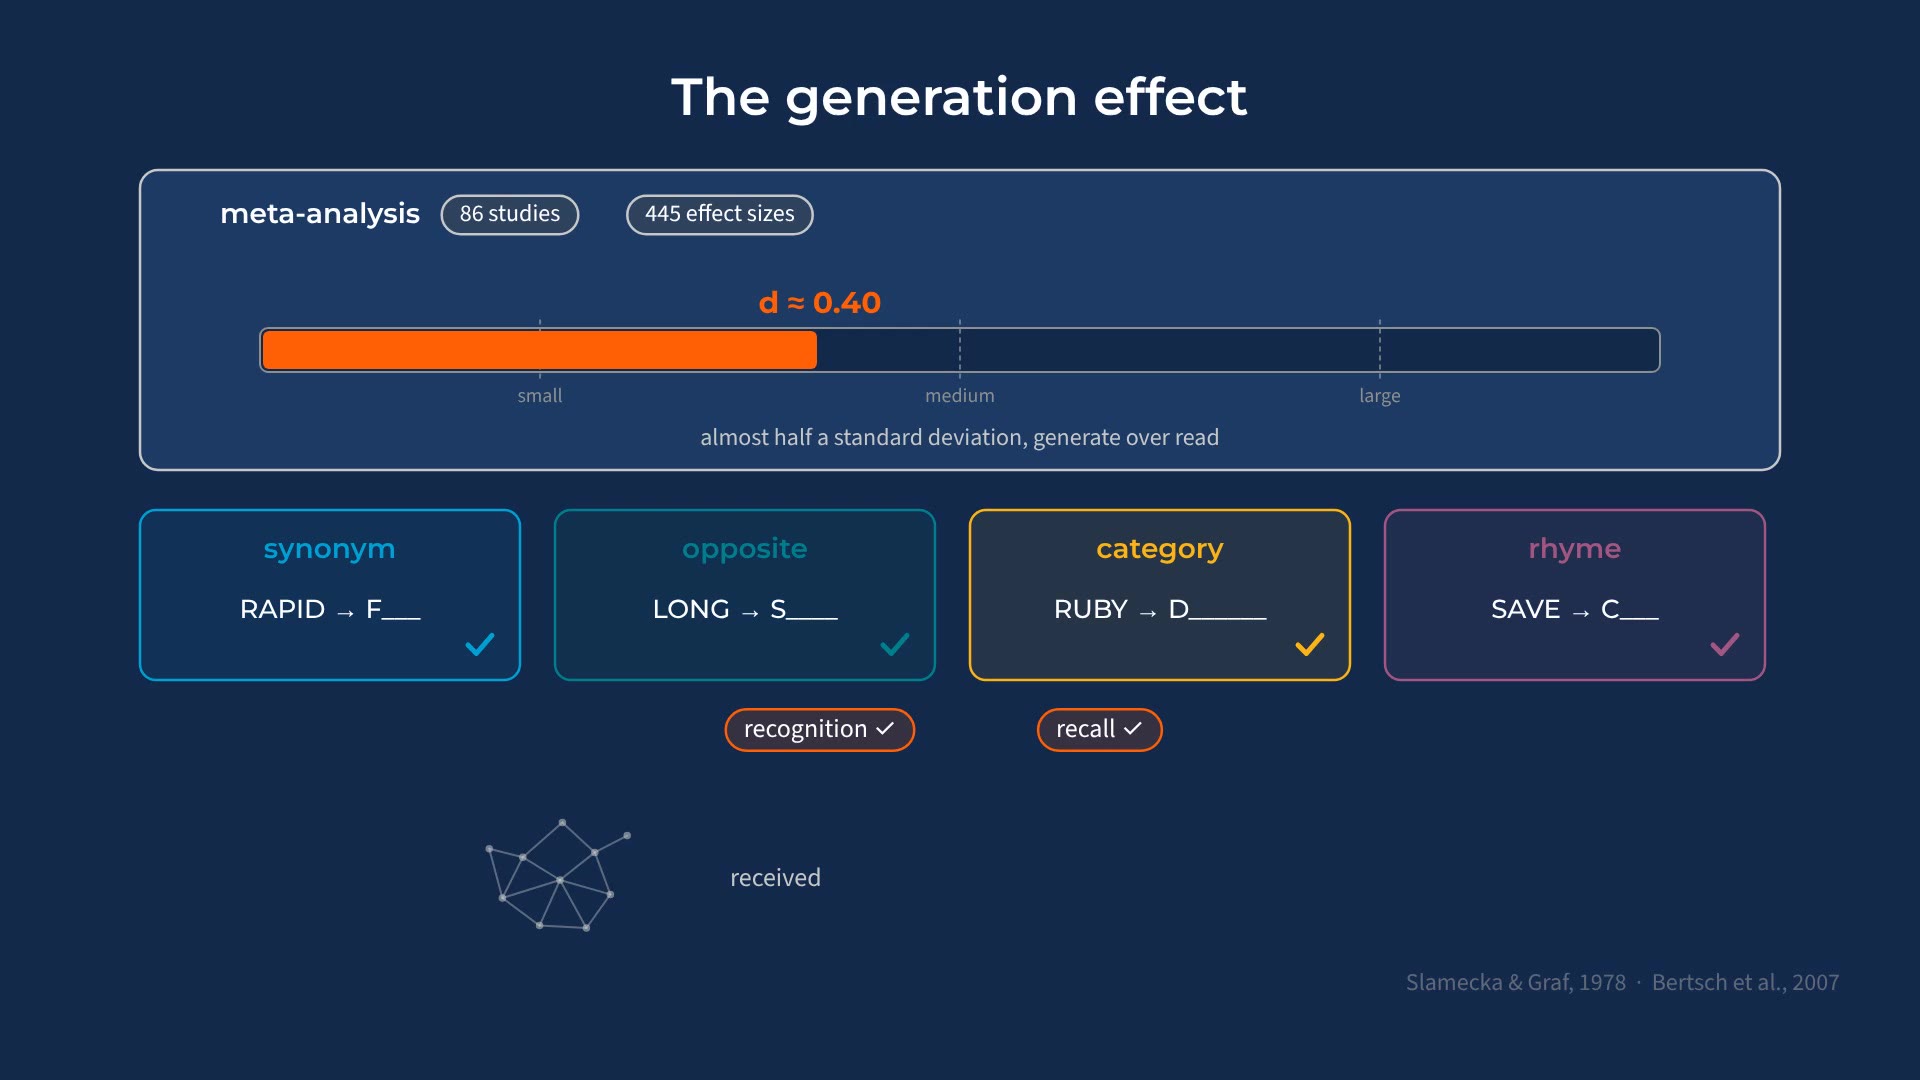 The generation effect
meta-analysis 86 studies 445 effect sizes
d ≈ 0.40
small medium large
almost half a standard deviation, generate over read
synonym opposite category rhyme
RAPID → F___ LONG → S____ RUBY → D______ SAVE → C___
recognition ✓ recall ✓
received
Slamecka & Graf, 1978 · Bertsch et al., 2007